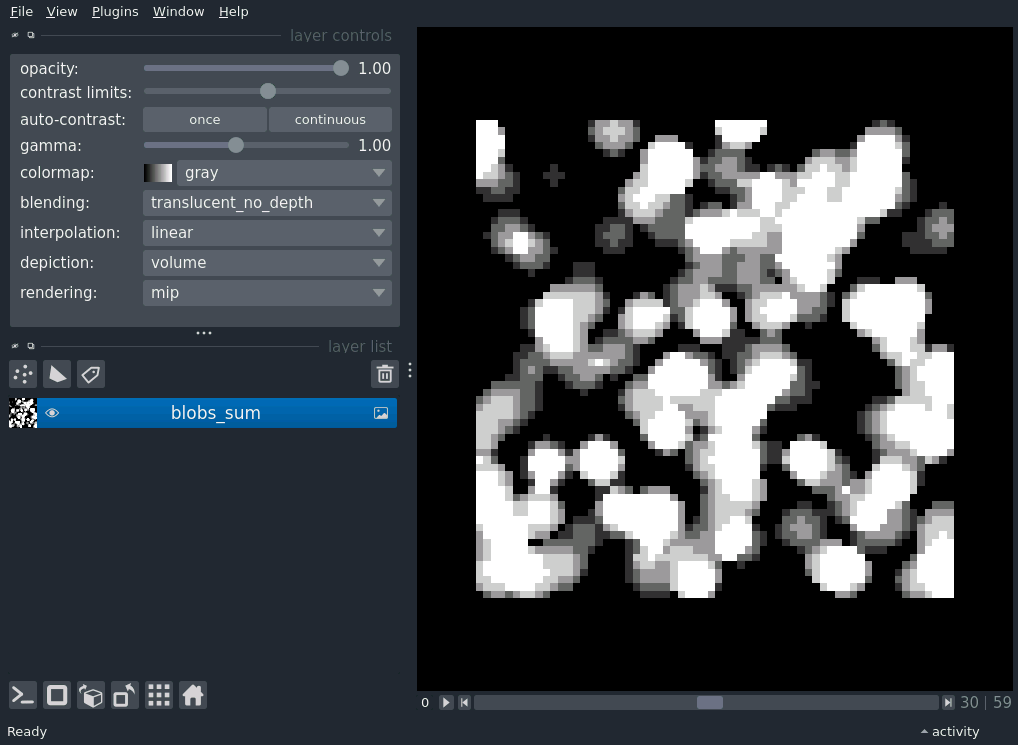 File View Plugins Window Help
layer controls
opacity: 1.00
contrast limits:
auto-contrast: once continuous
gamma: 1.00
colormap: gray
blending: translucent_no_depth
interpolation: linear
depiction: volume
rendering: mip
layer list
blobs_sum
0 30 | 59
Ready activity